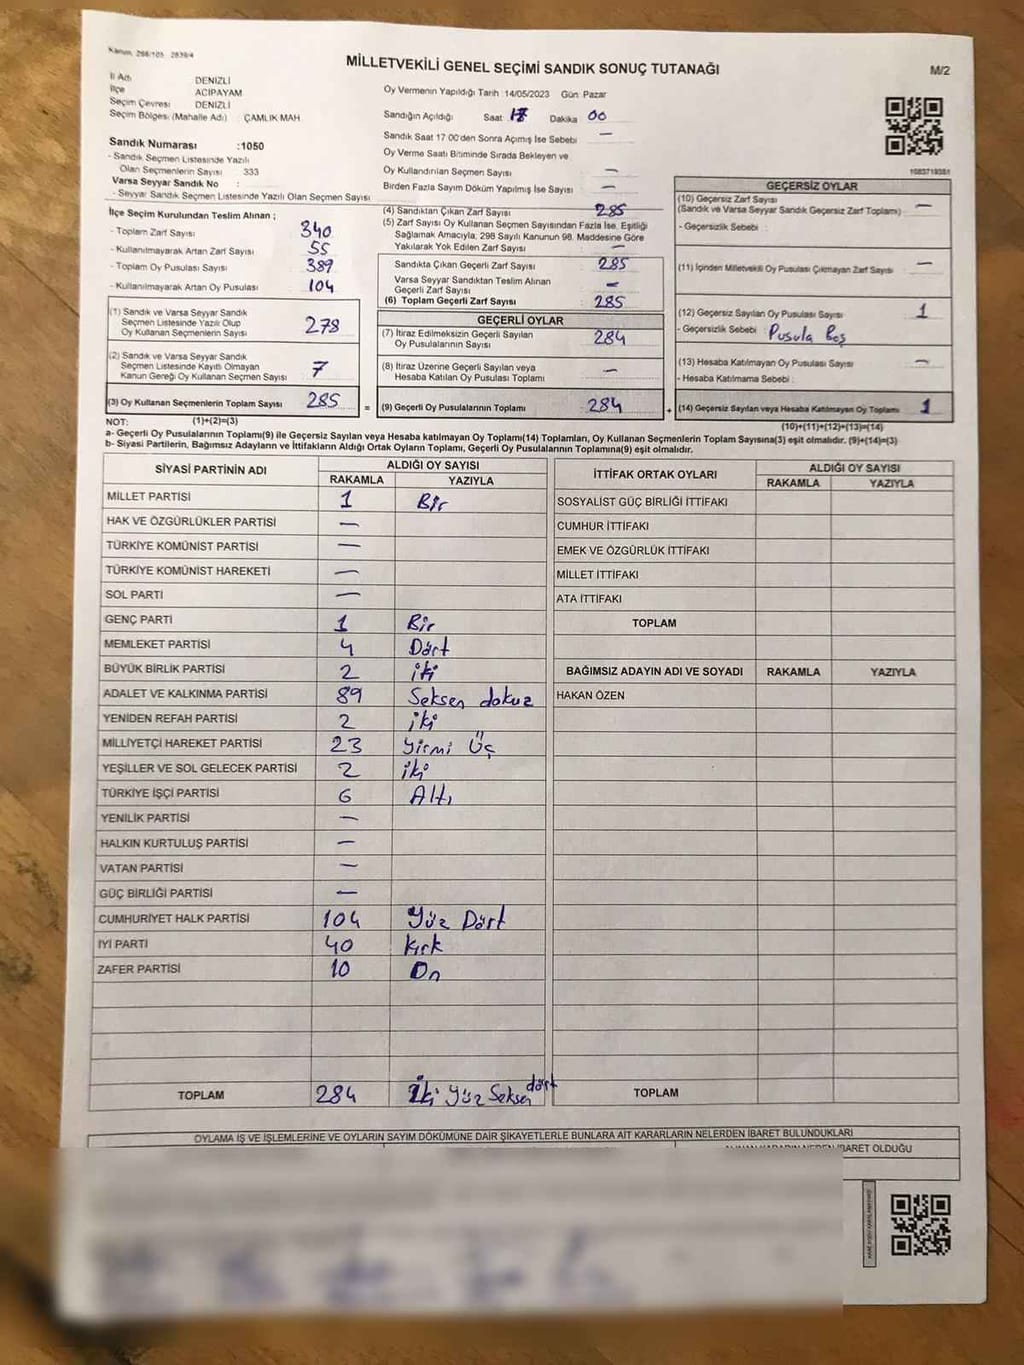 Kanun, 298/105 2839/4
MİLLETVEKİLİ GENEL SEÇİMİ SANDIK SONUÇ TUTANAĞI
M/2
İl Adı DENİZLİ
İlçe ACIPAYAM
Seçim Çevresi DENİZLİ
Seçim Bölgesi (Mahalle Adı) ÇAMLIK MAH
Sandık Numarası :1050
- Sandık Seçmen Listesinde Yazılı
Olan Seçmenlerin Sayısı 333
Varsa Seyyar Sandık No :
- Seyyar Sandık Seçmen Listesinde Yazılı Olan Seçmen Sayısı
Oy Vermenin Yapıldığı Tarih :14/05/2023 Gün Pazar
Sandığın Açıldığı Saat 17 Dakika 00
Sandık Saat 17:00'den Sonra Açılmış İse Sebebi —
Oy Verme Saati Bitiminde Sırada Bekleyen ve
Oy Kullandırılan Seçmen Sayısı —
Birden Fazla Sayım Döküm Yapılmış İse Sayısı —
1083719351
İlçe Seçim Kurulundan Teslim Alınan ;
- Toplam Zarf Sayısı 340
- Kullanılmayarak Artan Zarf Sayısı 55
- Toplam Oy Pusulası Sayısı 389
- Kullanılmayarak Artan Oy Pusulası 104
(1) Sandık ve Varsa Seyyar Sandık
Seçmen Listesinde Yazılı Olup
Oy Kullanan Seçmenlerin Sayısı 278
(2) Sandık ve Varsa Seyyar Sandık
Seçmen Listesinde Kayıtlı Olmayan
Kanun Gereği Oy Kullanan Seçmen Sayısı 7
(3) Oy Kullanan Seçmenlerin Toplam Sayısı 285
(4) Sandıktan Çıkan Zarf Sayısı 285
(5) Zarf Sayısı Oy Kullanan Seçmen Sayısından Fazla İse, Eşitliği
Sağlamak Amacıyla, 298 Sayılı Kanunun 98. Maddesine Göre
Yakılarak Yok Edilen Zarf Sayısı —
Sandıkta Çıkan Geçerli Zarf Sayısı 285
Varsa Seyyar Sandıktan Teslim Alınan
Geçerli Zarf Sayısı —
(6) Toplam Geçerli Zarf Sayısı 285
GEÇERLİ OYLAR
(7) İtiraz Edilmeksizin Geçerli Sayılan
Oy Pusulalarının Sayısı 284
(8) İtiraz Üzerine Geçerli Sayılan veya
Hesaba Katılan Oy Pusulası Toplamı —
= (9) Geçerli Oy Pusulalarının Toplamı 284
GEÇERSİZ OYLAR
(10) Geçersiz Zarf Sayısı
(Sandık ve Varsa Seyyar Sandık Geçersiz Zarf Toplamı) —
- Geçersizlik Sebebi :
(11) İçinden Milletvekili Oy Pusulası Çıkmayan Zarf Sayısı —
(12) Geçersiz Sayılan Oy Pusulası Sayısı 1
- Geçersizlik Sebebi : Pusula Boş
(13) Hesaba Katılmayan Oy Pusulası Sayısı —
- Hesaba Katılmama Sebebi :
+ (14) Geçersiz Sayılan veya Hesaba Katılmayan Oy Toplamı 1
NOT: (1)+(2)=(3)
(10)+(11)+(12)+(13)=(14)
a- Geçerli Oy Pusulalarının Toplamı(9) ile Geçersiz Sayılan veya Hesaba katılmayan Oy Toplamı(14) Toplamları, Oy Kullanan Seçmenlerin Toplam Sayısına(3) eşit olmalıdır. (9)+(14)=(3)
b- Siyasi Partilerin, Bağımsız Adayların ve İttifakların Aldığı Ortak Oyların Toplamı, Geçerli Oy Pusulalarının Toplamına(9) eşit olmalıdır.
SİYASİ PARTİNİN ADI ALDIĞI OY SAYISI
RAKAMLA YAZIYLA
MİLLET PARTİSİ 1 Bir
HAK VE ÖZGÜRLÜKLER PARTİSİ —
TÜRKİYE KOMÜNİST PARTİSİ —
TÜRKİYE KOMÜNİST HAREKETİ —
SOL PARTİ —
GENÇ PARTİ 1 Bir
MEMLEKET PARTİSİ 4 Dört
BÜYÜK BİRLİK PARTİSİ 2 iki
ADALET VE KALKINMA PARTİSİ 89 Seksen dokuz
YENİDEN REFAH PARTİSİ 2 iki
MİLLİYETÇİ HAREKET PARTİSİ 23 Yirmi Üç
YEŞİLLER VE SOL GELECEK PARTİSİ 2 iki
TÜRKİYE İŞÇİ PARTİSİ 6 Altı
YENİLİK PARTİSİ —
HALKIN KURTULUŞ PARTİSİ —
VATAN PARTİSİ —
GÜÇ BİRLİĞİ PARTİSİ —
CUMHURİYET HALK PARTİSİ 104 Yüz Dört
İYİ PARTİ 40 Kırk
ZAFER PARTİSİ 10 On
TOPLAM 284 İki Yüz Seksen dört
İTTİFAK ORTAK OYLARI ALDIĞI OY SAYISI
RAKAMLA YAZIYLA
SOSYALİST GÜÇ BİRLİĞİ İTTİFAKI
CUMHUR İTTİFAKI
EMEK VE ÖZGÜRLÜK İTTİFAKI
MİLLET İTTİFAKI
ATA İTTİFAKI
TOPLAM
BAĞIMSIZ ADAYIN ADI VE SOYADI RAKAMLA YAZIYLA
HAKAN ÖZEN
TOPLAM
OYLAMA İŞ VE İŞLEMLERİNE VE OYLARIN SAYIM DÖKÜMÜNE DAİR ŞİKAYETLERLE BUNLARA AİT KARARLARIN NELERDEN İBARET BULUNDUKLARI
İBARET OLDUĞU